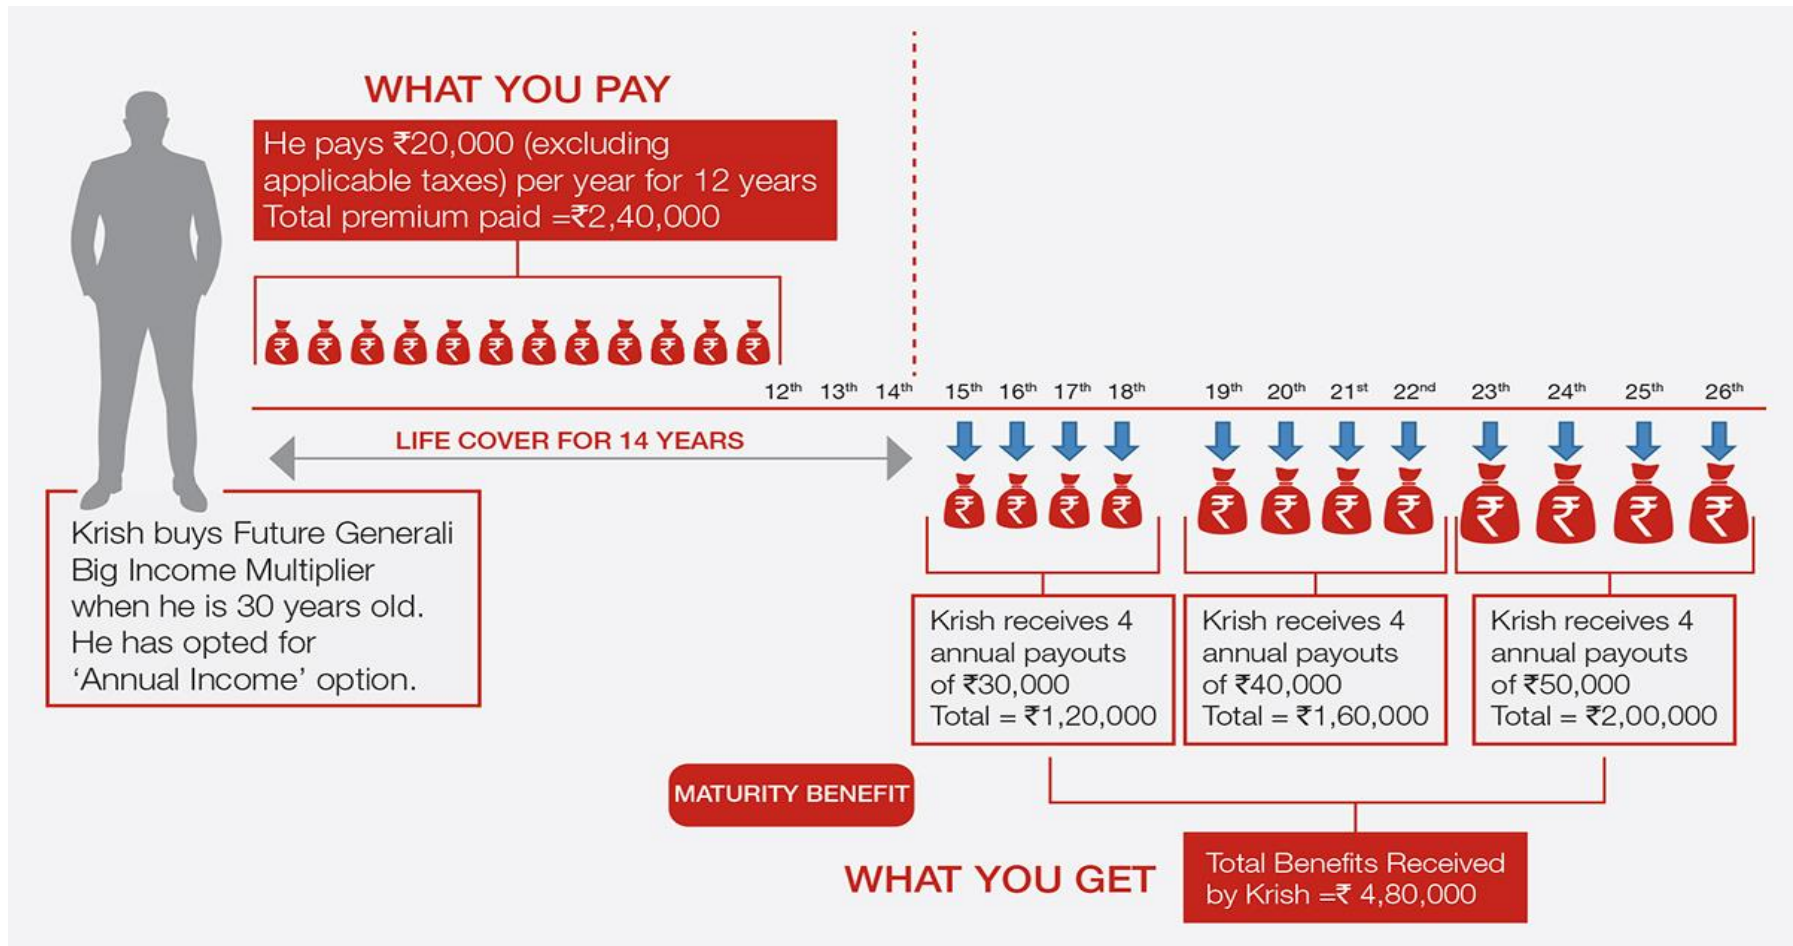 WHAT YOU PAY
He pays ₹20,000 (excluding
applicable taxes) per year for 12 years
Total premium paid =₹2,40,000
₹ ₹ ₹ ₹ ₹ ₹ ₹ ₹ ₹ ₹ ₹ ₹
12th 13th 14th 15th 16th 17th 18th 19th 20th 21st 22nd 23th 24th 25th 26th
LIFE COVER FOR 14 YEARS
₹ ₹ ₹ ₹ ₹ ₹ ₹ ₹ ₹ ₹ ₹ ₹
Krish buys Future Generali
Big Income Multiplier
when he is 30 years old.
He has opted for
‘Annual Income’ option.
Krish receives 4
annual payouts
of ₹30,000
Total = ₹1,20,000
Krish receives 4
annual payouts
of ₹40,000
Total = ₹1,60,000
Krish receives 4
annual payouts
of ₹50,000
Total = ₹2,00,000
MATURITY BENEFIT
WHAT YOU GET
Total Benefits Received
by Krish =₹ 4,80,000